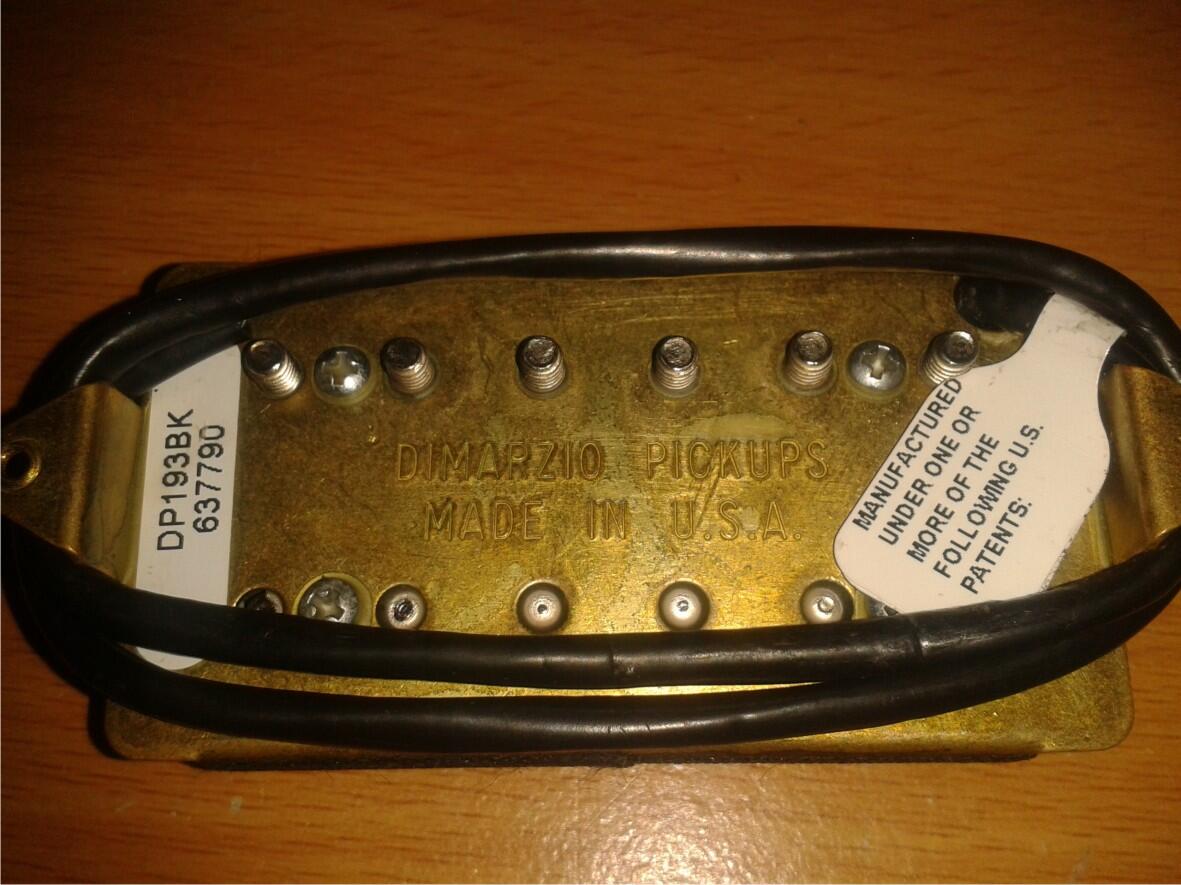 DP193BK
637790
DIMARZIO PICKUPS
MADE IN U.S.A.
MANUFACTURED
UNDER ONE OR
MORE OF THE
FOLLOWING U.S.
PATENTS: